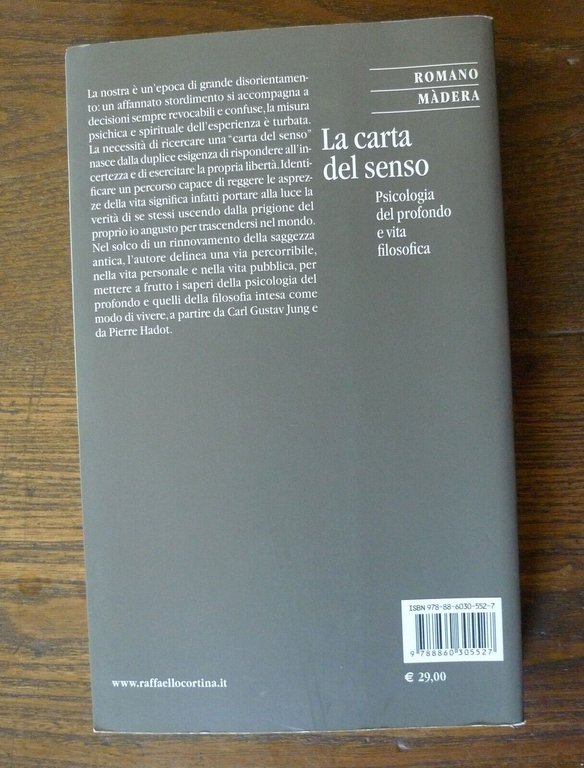 La nostra è un'epoca di grande disorientamen-
to: un affannato stordimento si accompagna a
decisioni sempre revocabili e confuse, la misura
psichica e spirituale dell'esperienza è turbata.
La necessità di ricercare una “carta del senso”
nasce dalla duplice esigenza di rispondere all'in-
certezza e di esercitare la propria libertà. Identi-
ficare un percorso capace di reggere le asprez-
ze della vita significa infatti portare alla luce la
verità di se stessi uscendo dalla prigione del
proprio io angusto per trascendersi nel mondo.
Nel solco di un rinnovamento della saggezza
antica, l'autore delinea una via percorribile,
nella vita personale e nella vita pubblica, per
mettere a frutto i saperi della psicologia del
profondo e quelli della filosofia intesa come
modo di vivere, a partire da Carl Gustav Jung e
da Pierre Hadot.
ROMANO
MÀDERA
La carta
del senso
Psicologia
del profondo
e vita
filosofica
ISBN 978-88-6030-552-7
9 788860 305527
www.raffaellocortina.it
€ 29,00